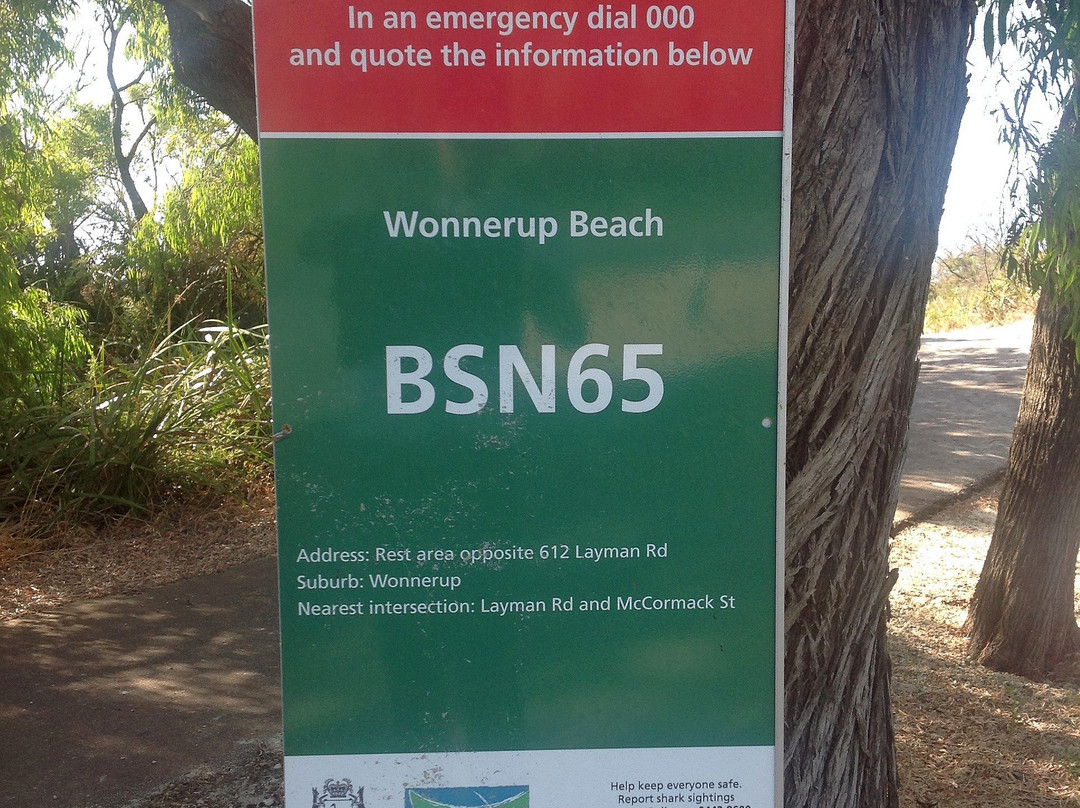 In an emergency dial 000
and quote the information below
Wonnerup Beach
BSN65
Address: Rest area opposite 612 Layman Rd
Suburb: Wonnerup
Nearest intersection: Layman Rd and McCormack St
Help keep everyone safe.
Report shark sightings